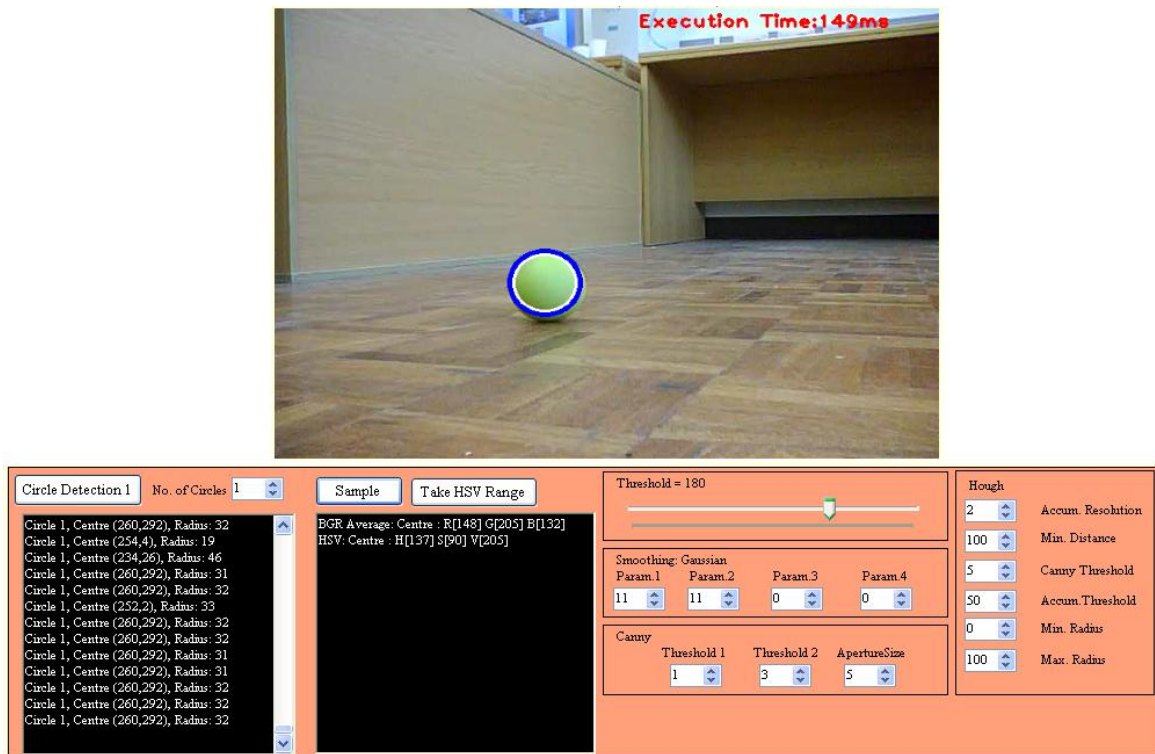 Execution Time:149ms
Circle Detection 1
No. of Circles 1
Circle 1, Centre (260,292), Radius: 32
Circle 1, Centre (254,4), Radius: 19
Circle 1, Centre (234,26), Radius: 46
Circle 1, Centre (260,292), Radius: 31
Circle 1, Centre (260,292), Radius: 32
Circle 1, Centre (252,2), Radius: 33
Circle 1, Centre (260,292), Radius: 32
Circle 1, Centre (260,292), Radius: 32
Circle 1, Centre (260,292), Radius: 31
Circle 1, Centre (260,292), Radius: 31
Circle 1, Centre (260,292), Radius: 32
Circle 1, Centre (260,292), Radius: 32
Circle 1, Centre (260,292), Radius: 32
Sample
Take HSV Range
BGR Average: Centre : R[148] G[205] B[132]
HSV: Centre : H[137] S[90] V[205]
Threshold = 180
Smoothing: Gaussian
Param.1 Param.2 Param.3 Param.4
11 11 0 0
Canny
Threshold 1 Threshold 2 ApertureSize
1 3 5
Hough
2 Accum. Resolution
100 Min. Distance
5 Canny Threshold
50 Accum.Threshold
0 Min. Radius
100 Max. Radius